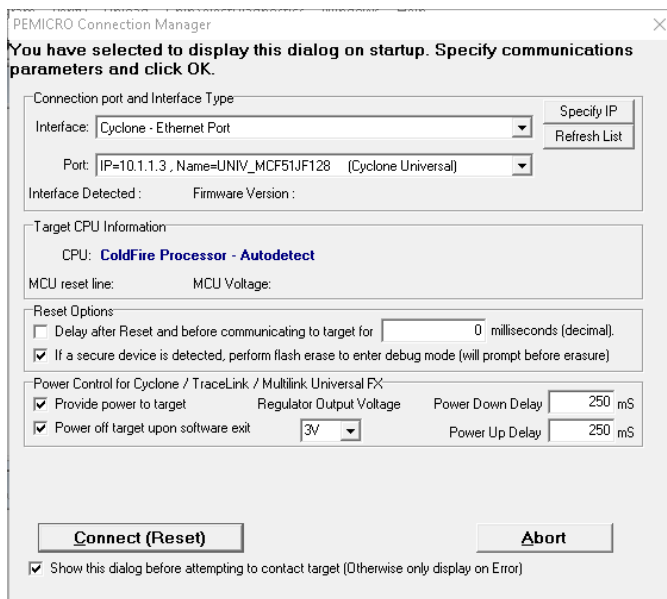 PEMICRO Connection Manager
You have selected to display this dialog on startup. Specify communications
parameters and click OK.
Connection port and Interface Type
Specify IP
Interface: Cyclone - Ethernet Port
Refresh List
Port: IP=10.1.1.3 , Name=UNIV_MCF51JF128 (Cyclone Universal)
Interface Detected : Firmware Version :
Target CPU Information
CPU: ColdFire Processor - Autodetect
MCU reset line: MCU Voltage:
Reset Options
Delay after Reset and before communicating to target for 0 milliseconds (decimal).
If a secure device is detected, perform flash erase to enter debug mode (will prompt before erasure)
Power Control for Cyclone / TraceLink / Multilink Universal FX
Provide power to target Regulator Output Voltage Power Down Delay 250 mS
Power off target upon software exit 3V Power Up Delay 250 mS
Connect (Reset) Abort
Show this dialog before attempting to contact target (Otherwise only display on Error)